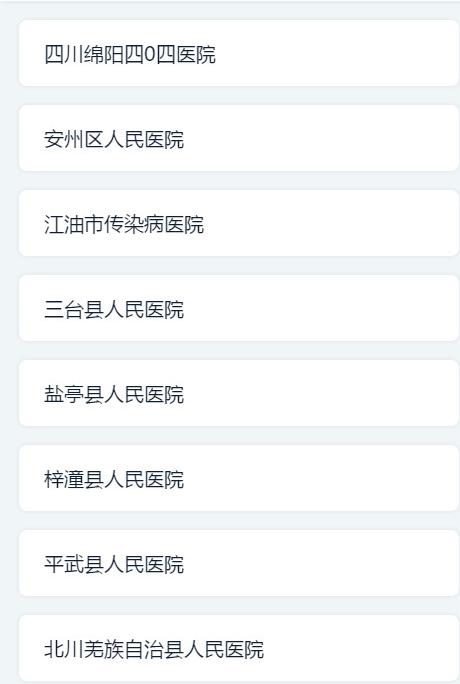 四川绵阳四0四医院
安州区人民医院
江油市传染病医院
三台县人民医院
盐亭县人民医院
梓潼县人民医院
平武县人民医院
北川羌族自治县人民医院